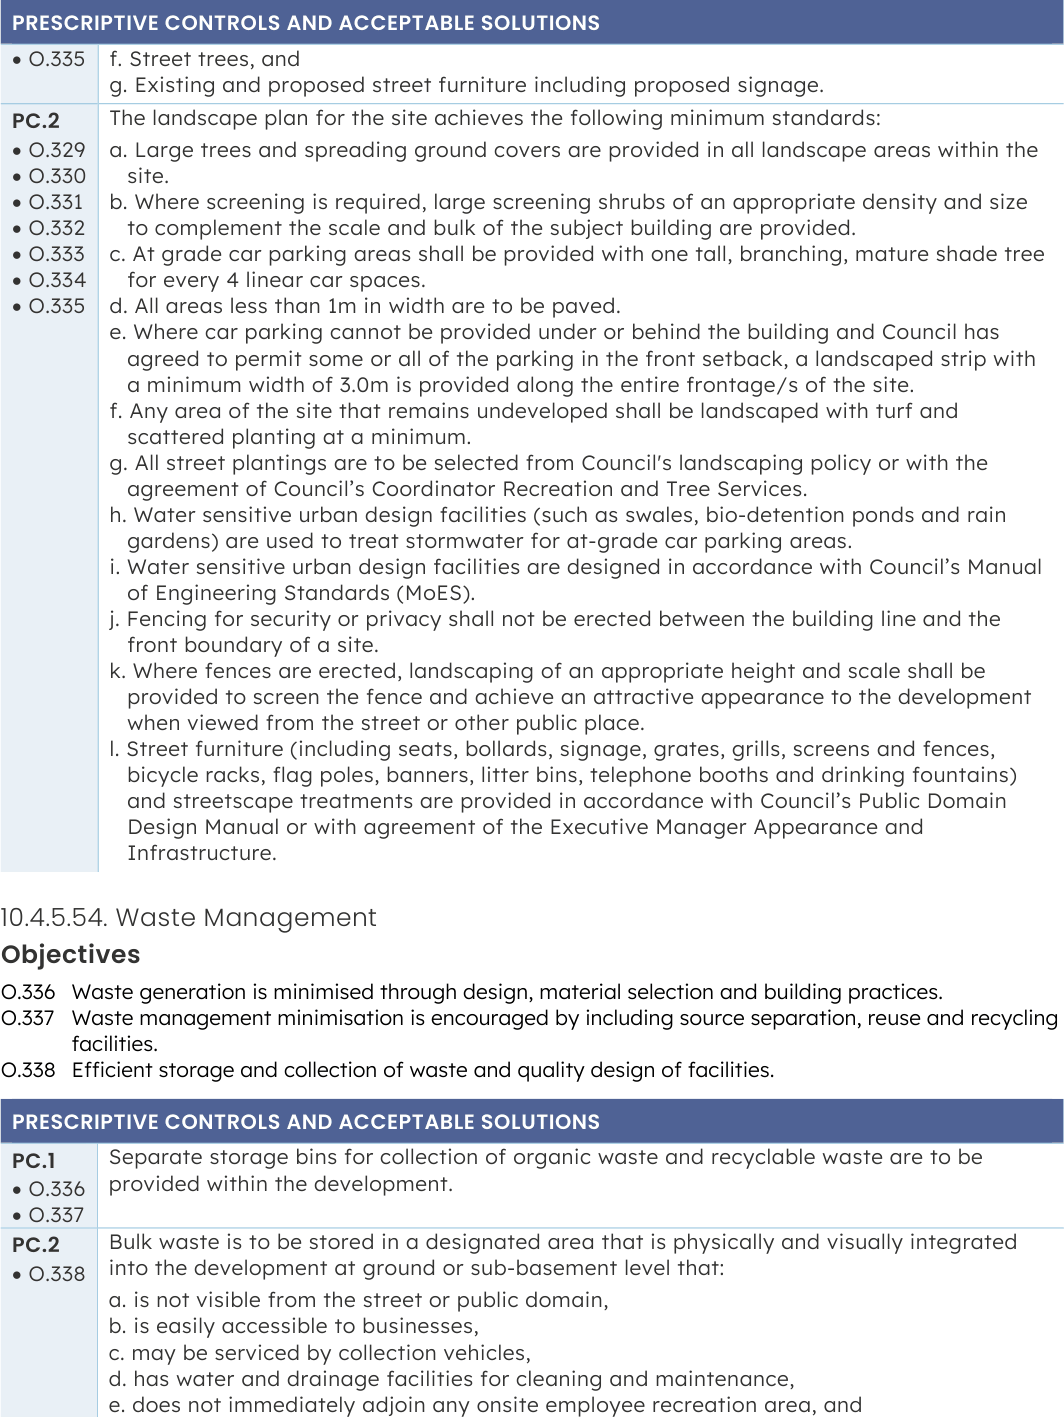 PRESCRIPTIVE CONTROLS AND ACCEPTABLE SOLUTIONS
• O.335
f. Street trees, and
g. Existing and proposed street furniture including proposed signage.
PC.2
• O.329
• O.330
• O.331
• O.332
• O.333
• O.334
• O.335
The landscape plan for the site achieves the following minimum standards:
a. Large trees and spreading ground covers are provided in all landscape areas within the
site.
b. Where screening is required, large screening shrubs of an appropriate density and size
to complement the scale and bulk of the subject building are provided.
c. At grade car parking areas shall be provided with one tall, branching, mature shade tree
for every 4 linear car spaces.
d. All areas less than 1m in width are to be paved.
e. Where car parking cannot be provided under or behind the building and Council has
agreed to permit some or all of the parking in the front setback, a landscaped strip with
a minimum width of 3.0m is provided along the entire frontage/s of the site.
f. Any area of the site that remains undeveloped shall be landscaped with turf and
scattered planting at a minimum.
g. All street plantings are to be selected from Council's landscaping policy or with the
agreement of Council’s Coordinator Recreation and Tree Services.
h. Water sensitive urban design facilities (such as swales, bio-detention ponds and rain
gardens) are used to treat stormwater for at-grade car parking areas.
i. Water sensitive urban design facilities are designed in accordance with Council’s Manual
of Engineering Standards (MoES).
j. Fencing for security or privacy shall not be erected between the building line and the
front boundary of a site.
k. Where fences are erected, landscaping of an appropriate height and scale shall be
provided to screen the fence and achieve an attractive appearance to the development
when viewed from the street or other public place.
l. Street furniture (including seats, bollards, signage, grates, grills, screens and fences,
bicycle racks, flag poles, banners, litter bins, telephone booths and drinking fountains)
and streetscape treatments are provided in accordance with Council’s Public Domain
Design Manual or with agreement of the Executive Manager Appearance and
Infrastructure.
10.4.5.54. Waste Management
Objectives
O.336 Waste generation is minimised through design, material selection and building practices.
O.337 Waste management minimisation is encouraged by including source separation, reuse and recycling
facilities.
O.338 Efficient storage and collection of waste and quality design of facilities.
PRESCRIPTIVE CONTROLS AND ACCEPTABLE SOLUTIONS
PC.1
• O.336
• O.337
Separate storage bins for collection of organic waste and recyclable waste are to be
provided within the development.
PC.2
• O.338
Bulk waste is to be stored in a designated area that is physically and visually integrated
into the development at ground or sub-basement level that:
a. is not visible from the street or public domain,
b. is easily accessible to businesses,
c. may be serviced by collection vehicles,
d. has water and drainage facilities for cleaning and maintenance,
e. does not immediately adjoin any onsite employee recreation area, and